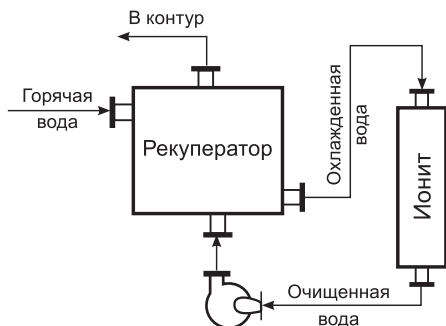 В контур
Горячая
вода
Рекуператор
Охлажденная
вода
Ионит
Очищенная
вода